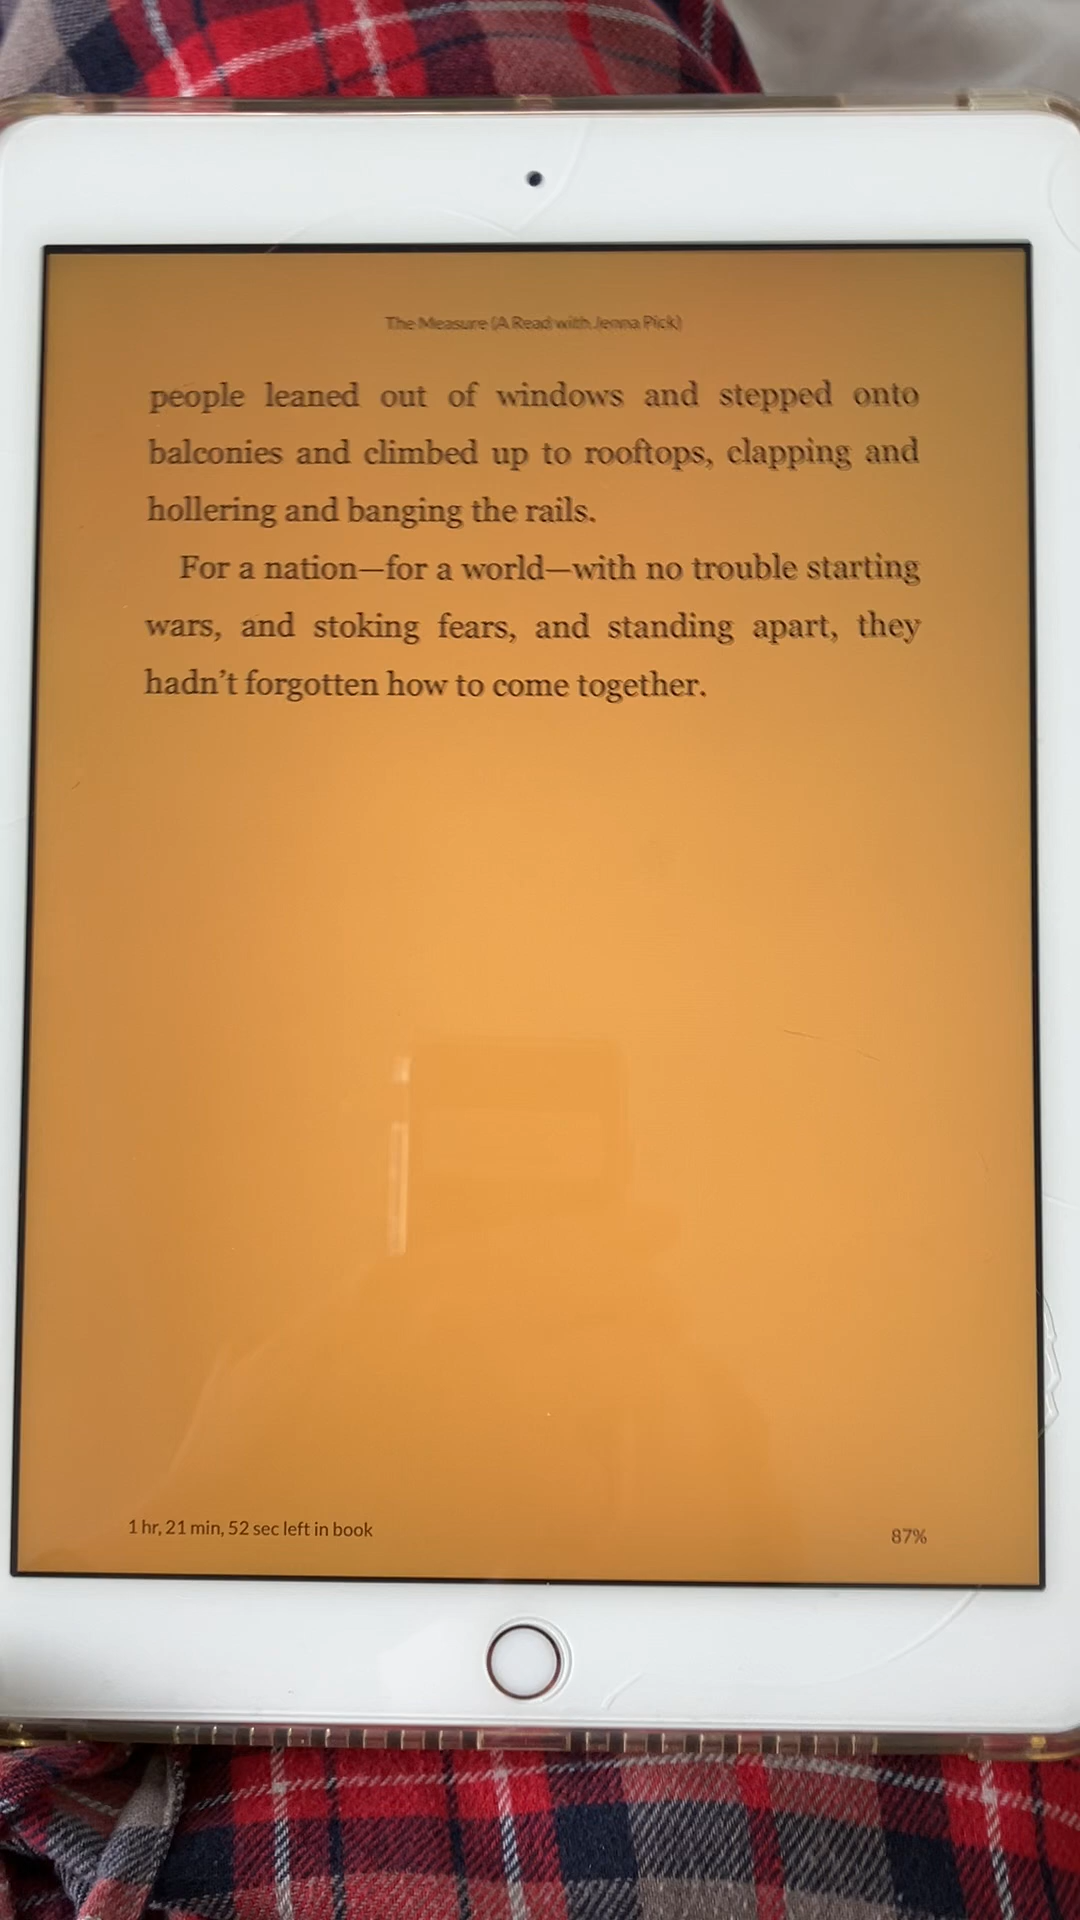 The Measure (A Read with Jenna Pick)
people leaned out of windows and stepped onto
balconies and climbed up to rooftops, clapping and
hollering and banging the rails.
For a nation—for a world—with no trouble starting
wars, and stoking fears, and standing apart, they
hadn’t forgotten how to come together.
1 hr, 21 min, 52 sec left in book
87%